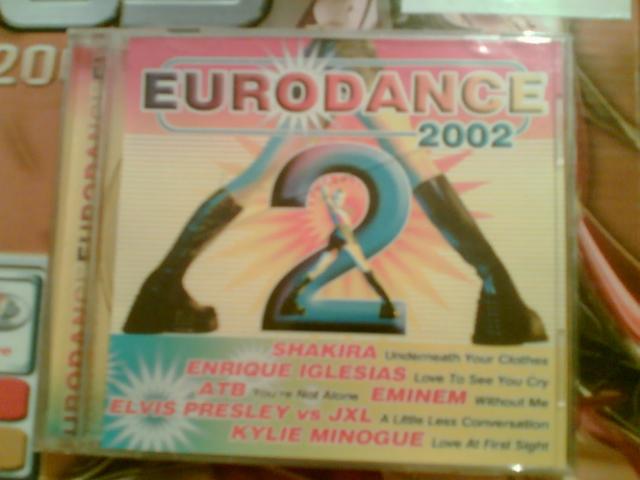 201
EURODANCE
2002
2
SHAKIRA Underneath Your Clothes
ENRIQUE IGLESIAS Love To See You Cry
ATB You're Not Alone EMINEM Without Me
ELVIS PRESLEY vs JXL A Little Less Conversation
KYLIE MINOGUE Love At First Sight
EURODANCE